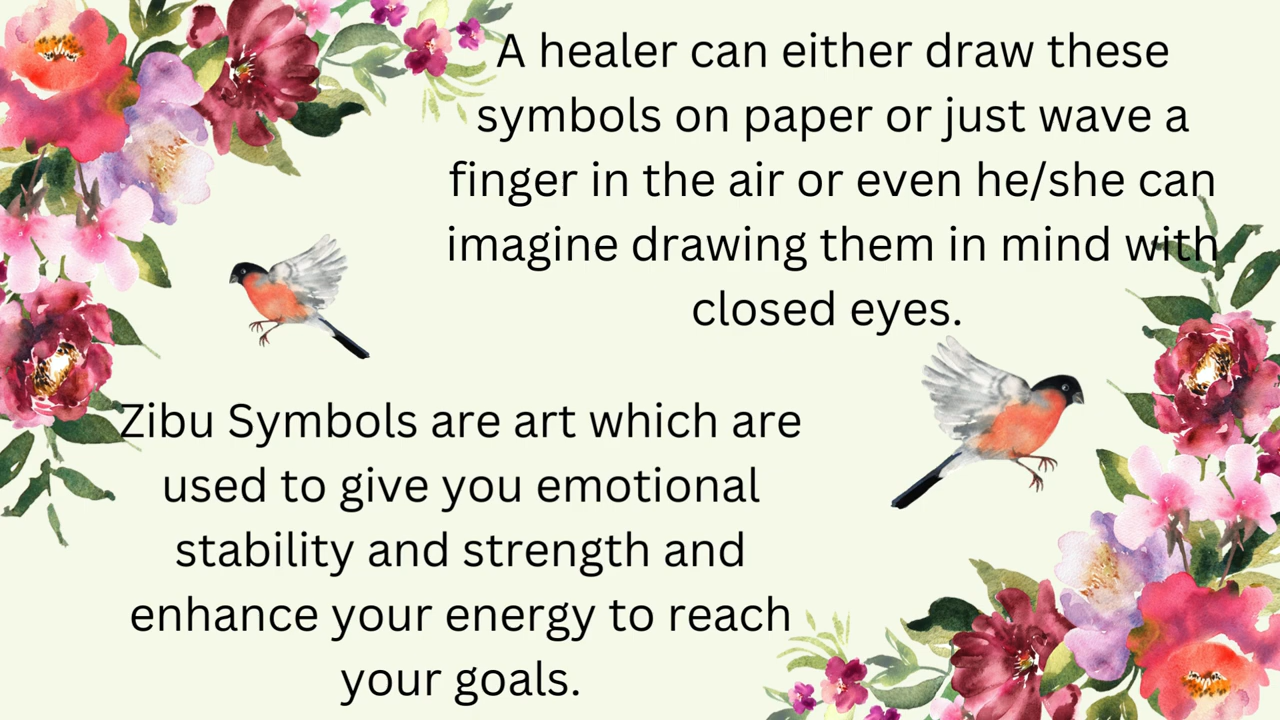 A healer can either draw these
symbols on paper or just wave a
finger in the air or even he/she can
imagine drawing them in mind with
closed eyes.
Zibu Symbols are art which are
used to give you emotional
stability and strength and
enhance your energy to reach
your goals.